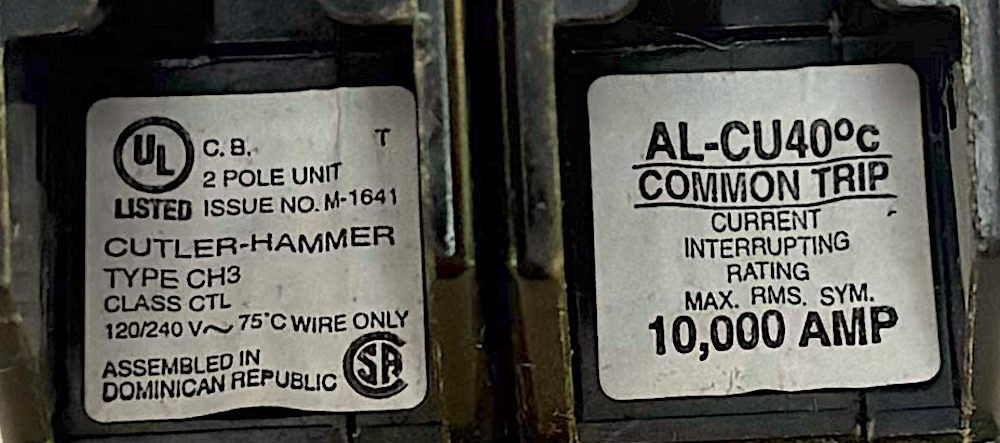 UL
LISTED
C. B.
T
2 POLE UNIT
ISSUE NO. M-1641
CUTLER-HAMMER
TYPE CH3
CLASS CTL
120/240 V~ 75°C WIRE ONLY
ASSEMBLED IN
DOMINICAN REPUBLIC
SA
AL-CU40°C
COMMON TRIP
CURRENT
INTERRUPTING
RATING
MAX. RMS. SYM.
10,000 AMP